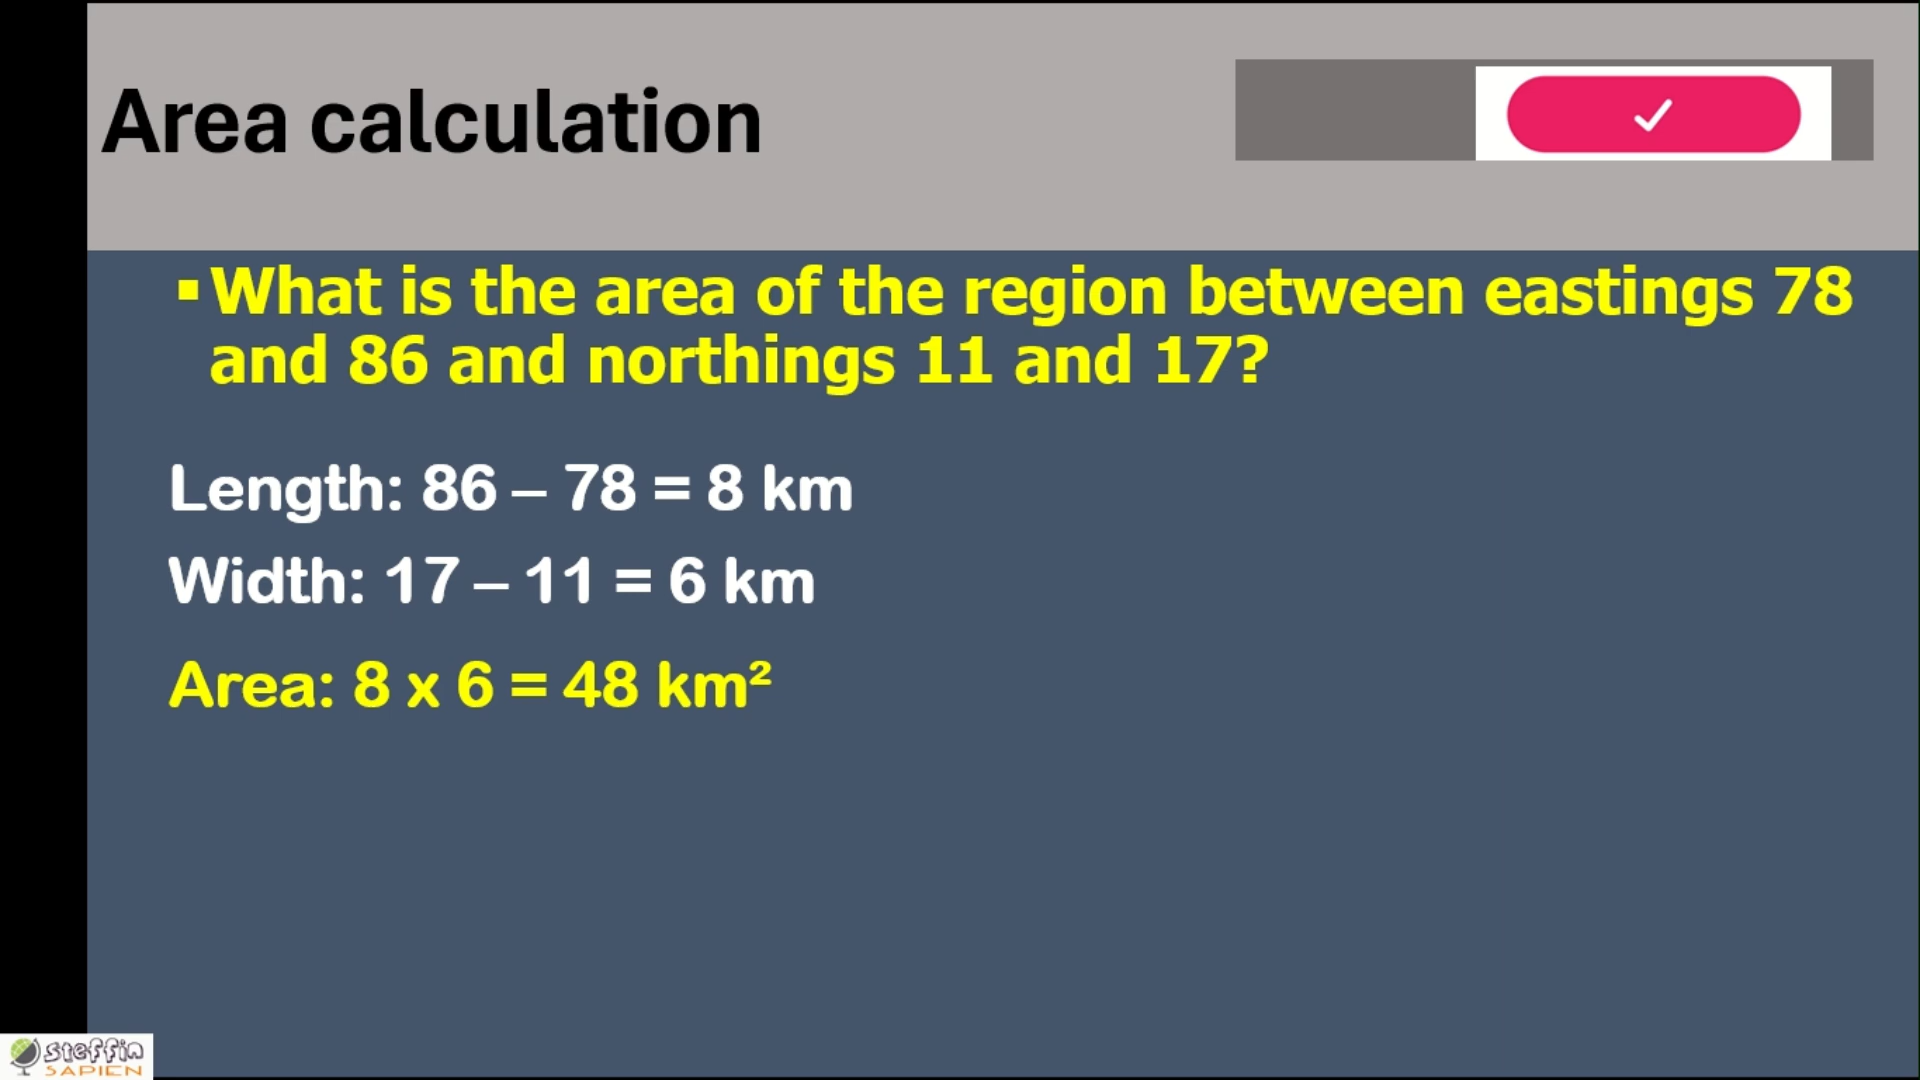 Area calculation
▪What is the area of the region between eastings 78
and 86 and northings 11 and 17?
Length: 86 – 78 = 8 km
Width: 17 – 11 = 6 km
Area: 8 x 6 = 48 km²
steffin
SAPIEN